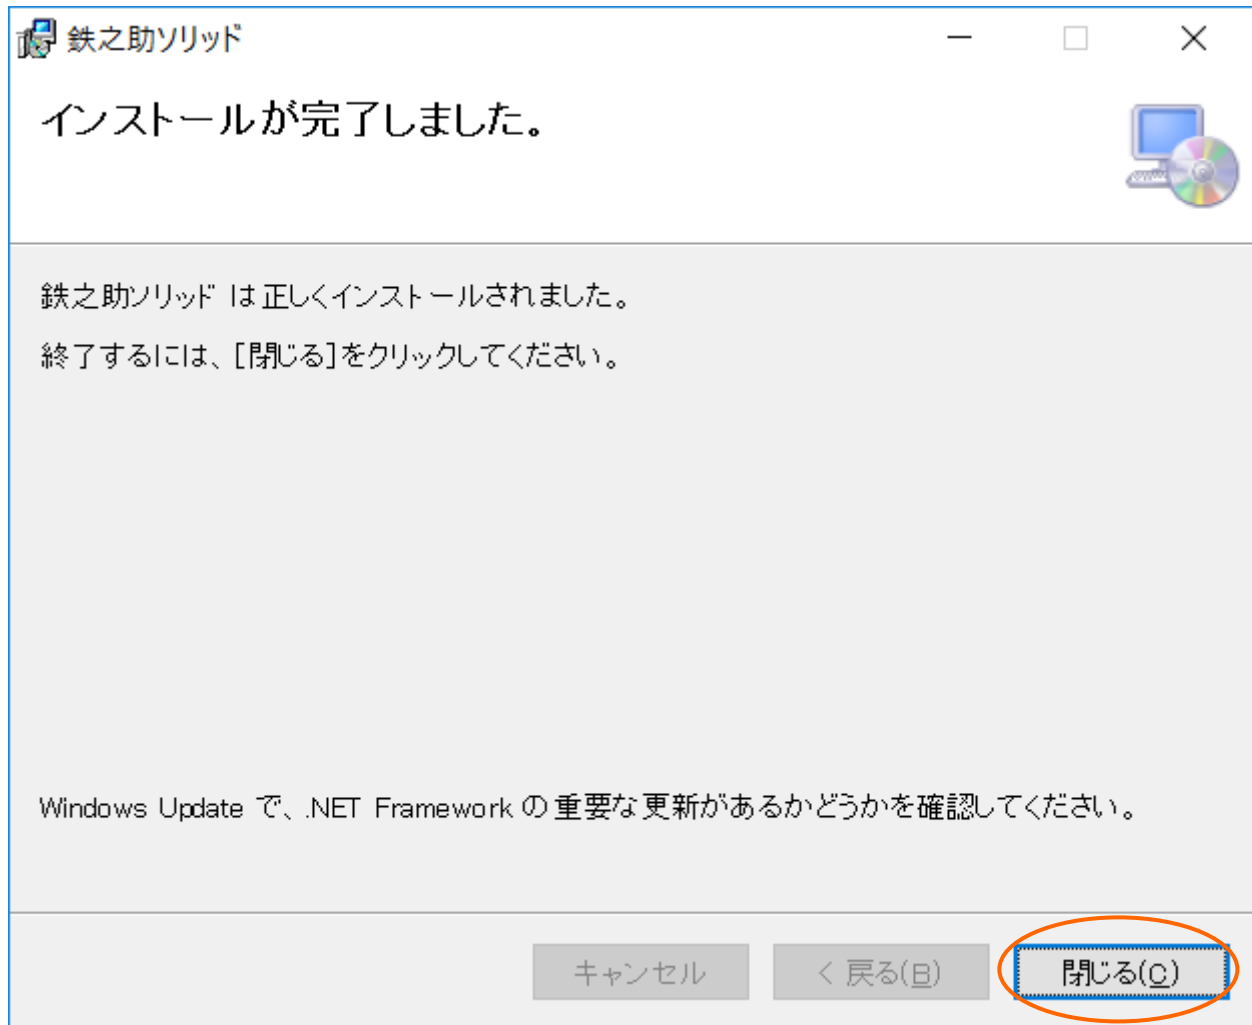 鉄之助ソリッド
インストールが完了しました。
鉄之助ソリッド は正しくインストールされました。
終了するには、[閉じる]をクリックしてください。
Windows Update で、.NET Framework の重要な更新があるかどうかを確認してください。
キャンセル
< 戻る(B)
閉じる(C)